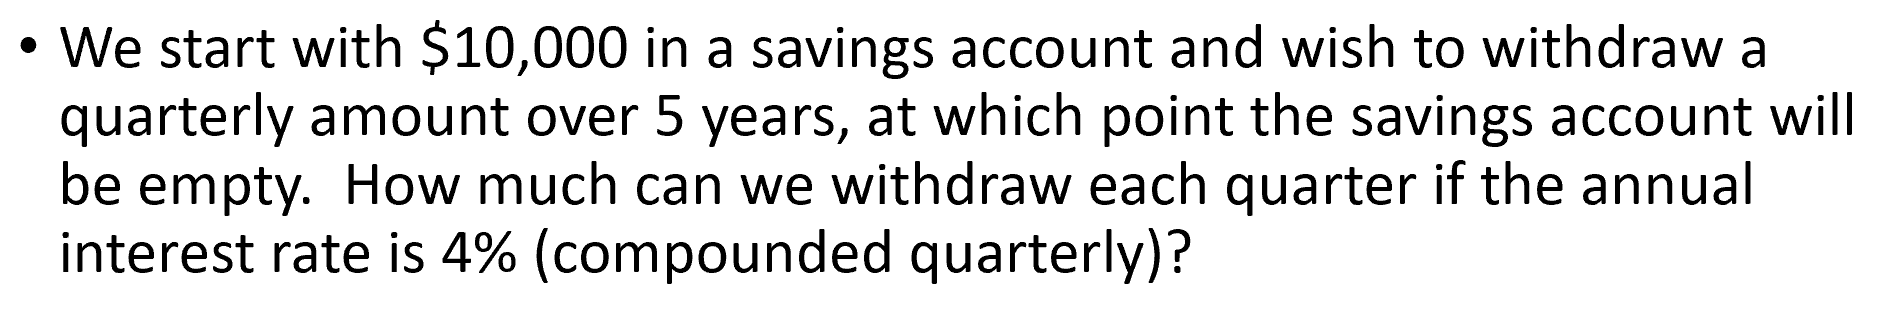 • We start with $10,000 in a savings account and wish to withdraw a
quarterly amount over 5 years, at which point the savings account will
be empty.  How much can we withdraw each quarter if the annual
interest rate is 4% (compounded quarterly)?